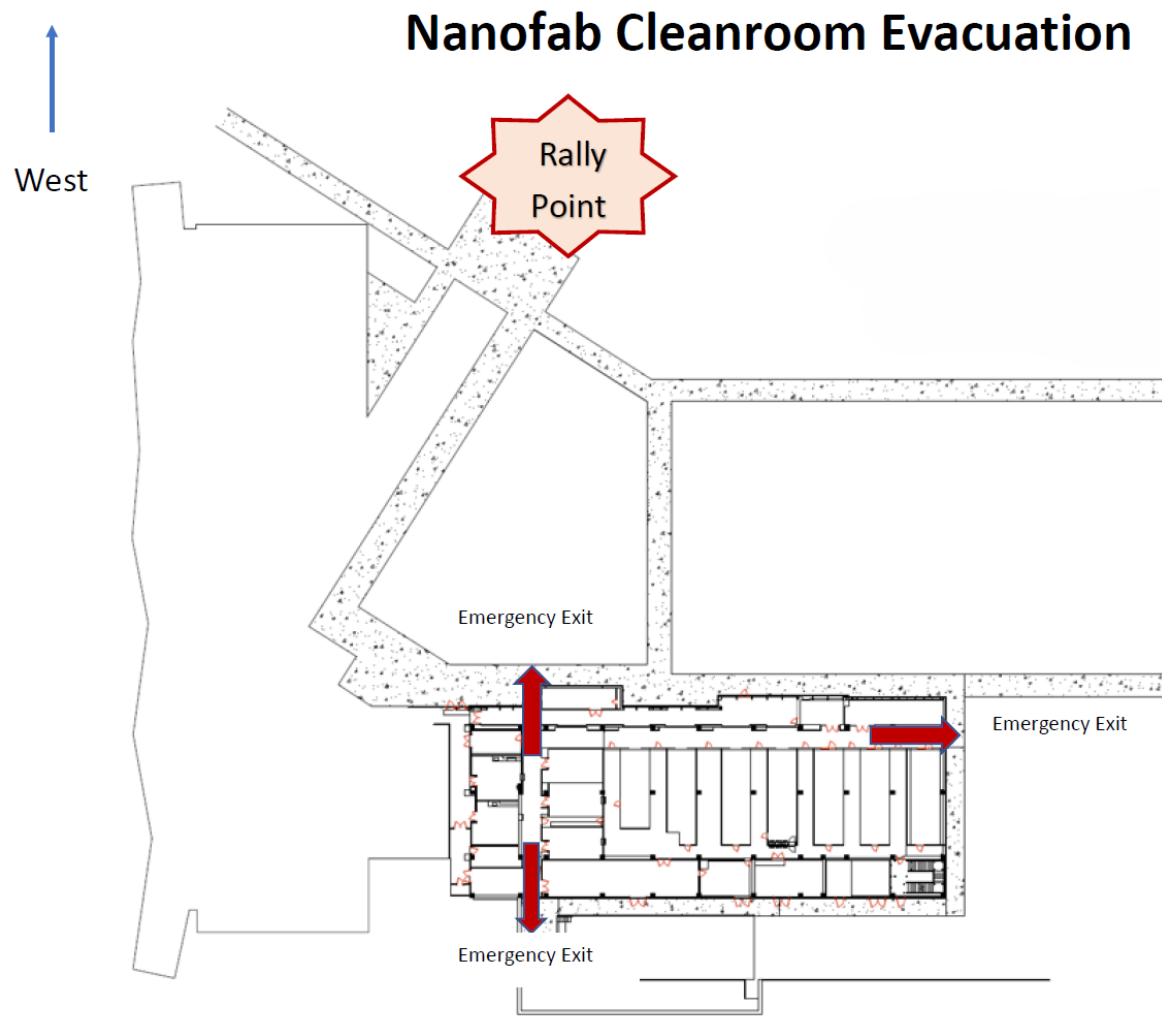 Nanofab Cleanroom Evacuation
West
Rally
Point
Emergency Exit
Emergency Exit
Emergency Exit